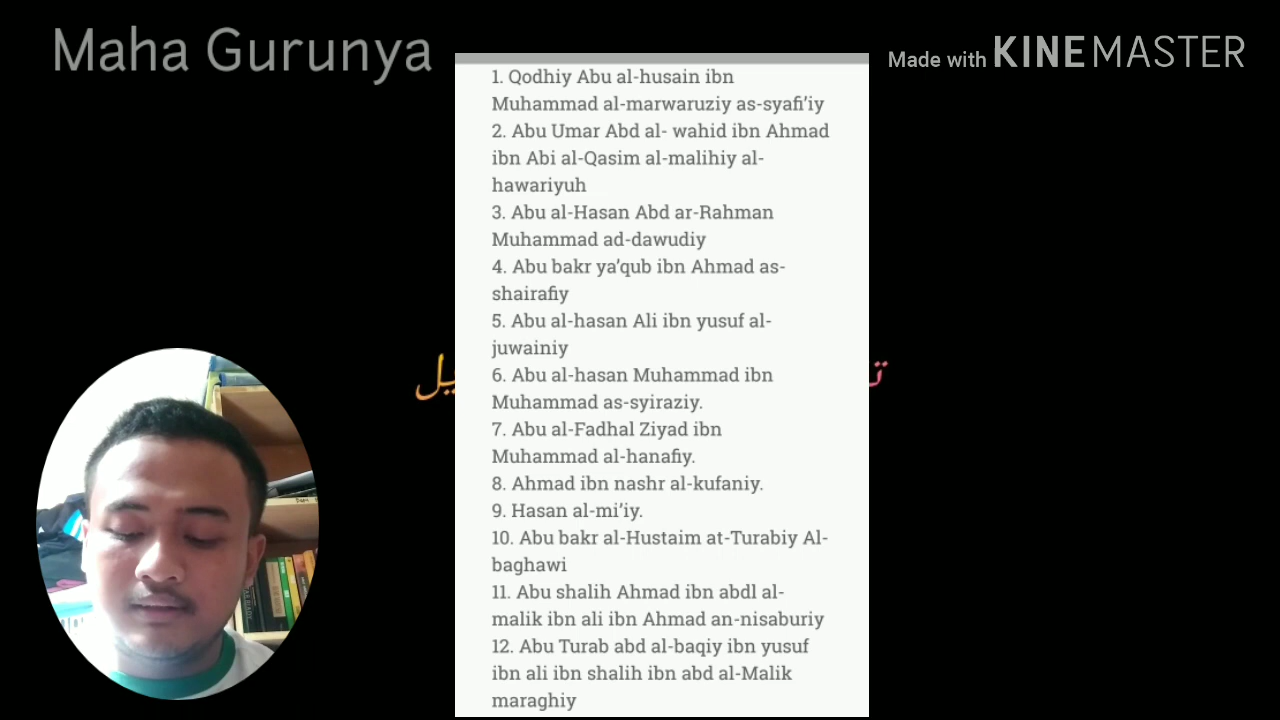 Maha Gurunya
Made with KINEMASTER
1. Qodhiy Abu al-husain ibn
Muhammad al-marwaruziy as-syafi’iy
2. Abu Umar Abd al- wahid ibn Ahmad
ibn Abi al-Qasim al-malihiy al-
hawariyuh
3. Abu al-Hasan Abd ar-Rahman
Muhammad ad-dawudiy
4. Abu bakr ya’qub ibn Ahmad as-
shairafiy
5. Abu al-hasan Ali ibn yusuf al-
juwainiy
6. Abu al-hasan Muhammad ibn
Muhammad as-syiraziy.
7. Abu al-Fadhal Ziyad ibn
Muhammad al-hanafiy.
8. Ahmad ibn nashr al-kufaniy.
9. Hasan al-mi’iy.
10. Abu bakr al-Hustaim at-Turabiy Al-
baghawi
11. Abu shalih Ahmad ibn abdl al-
malik ibn ali ibn Ahmad an-nisaburiy
12. Abu Turab abd al-baqiy ibn yusuf
ibn ali ibn shalih ibn abd al-Malik
maraghiy